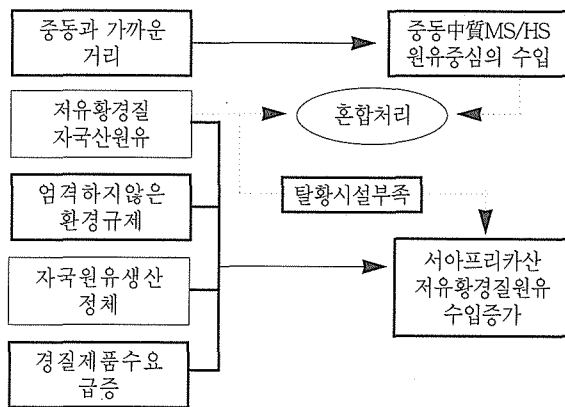 중동과 가까운
거리
중동中質MS/HS
원유중심의 수입
저유황경질
자국산원유
혼합처리
엄격하지않은
환경규제
탈황시설부족
자국원유생산
정체
서아프리카산
저유황경질원유
수입증가
경질제품수요
급증